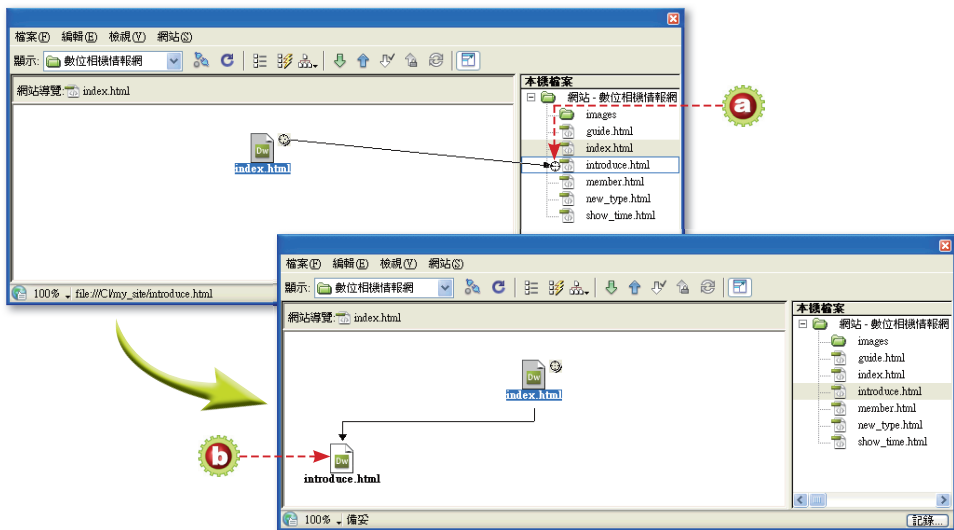 檔案(F) 編輯(E) 檢視(V) 網站(S)
顯示: 數位相機情報網
網站導覽: index.html
index.html
本機檔案
網站 - 數位相機情報網
images
guide.html
index.html
introduce.html
member.html
new_type.html
show_time.html
a
100% file:///C|/my_site/introduce.html
檔案(F) 編輯(E) 檢視(V) 網站(S)
顯示: 數位相機情報網
網站導覽: index.html
index.html
introduce.html
b
本機檔案
網站 - 數位相機情報網
images
guide.html
index.html
introduce.html
member.html
new_type.html
show_time.html
100% 備妥
記錄...